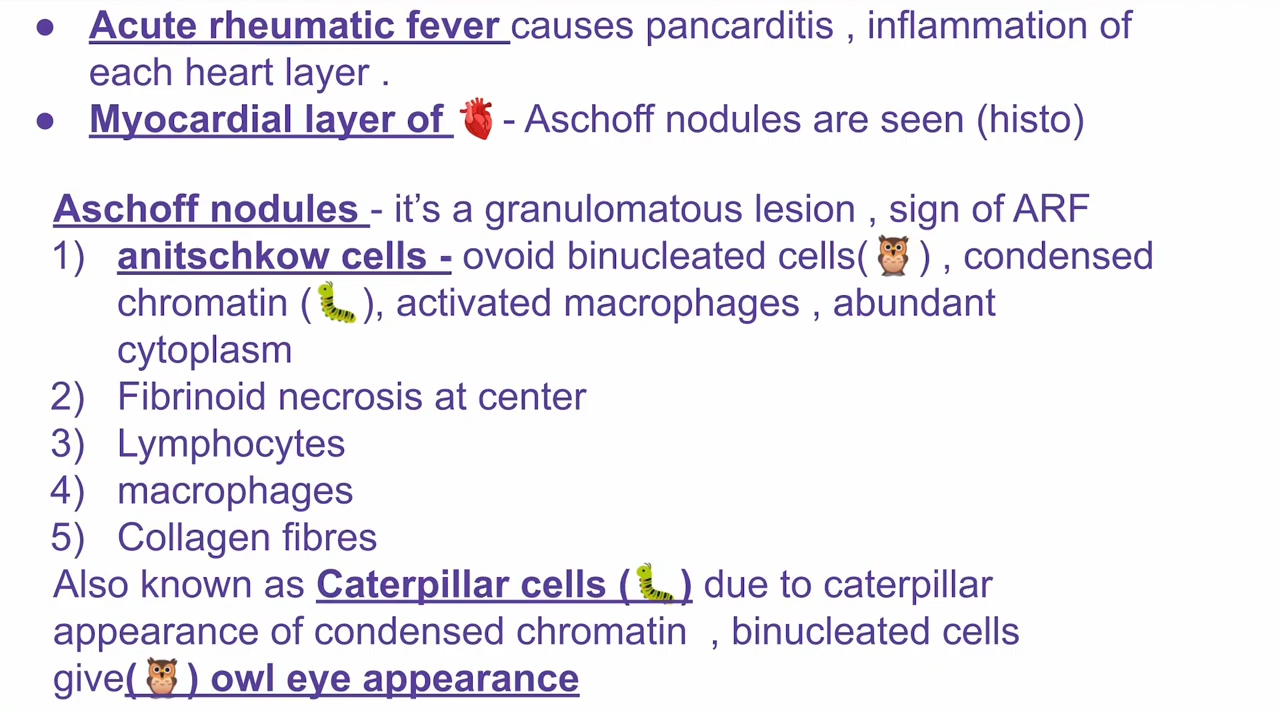 ● Acute rheumatic fever causes pancarditis , inflammation of
each heart layer .
● Myocardial layer of 🫀 - Aschoff nodules are seen (histo)
Aschoff nodules - it’s a granulomatous lesion , sign of ARF
1) anitschkow cells - ovoid binucleated cells(🦉) , condensed
chromatin (🐛), activated macrophages , abundant
cytoplasm
2) Fibrinoid necrosis at center
3) Lymphocytes
4) macrophages
5) Collagen fibres
Also known as Caterpillar cells (🐛) due to caterpillar
appearance of condensed chromatin , binucleated cells
give(🦉) owl eye appearance